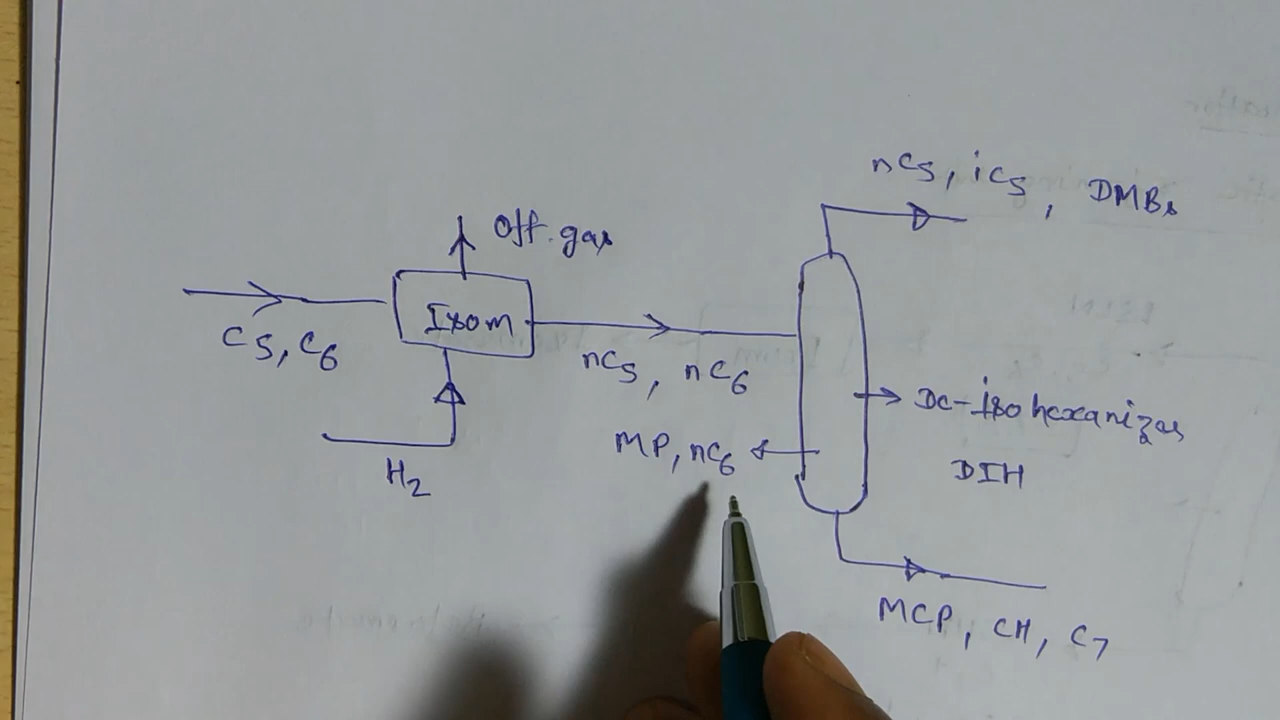 nC5, iC5, DMBs
Off. gas
Isom
C5, C6
nC5, nC6
De-isohexanizer
MP, nC6
DIH
H2
MCP, CH, C7